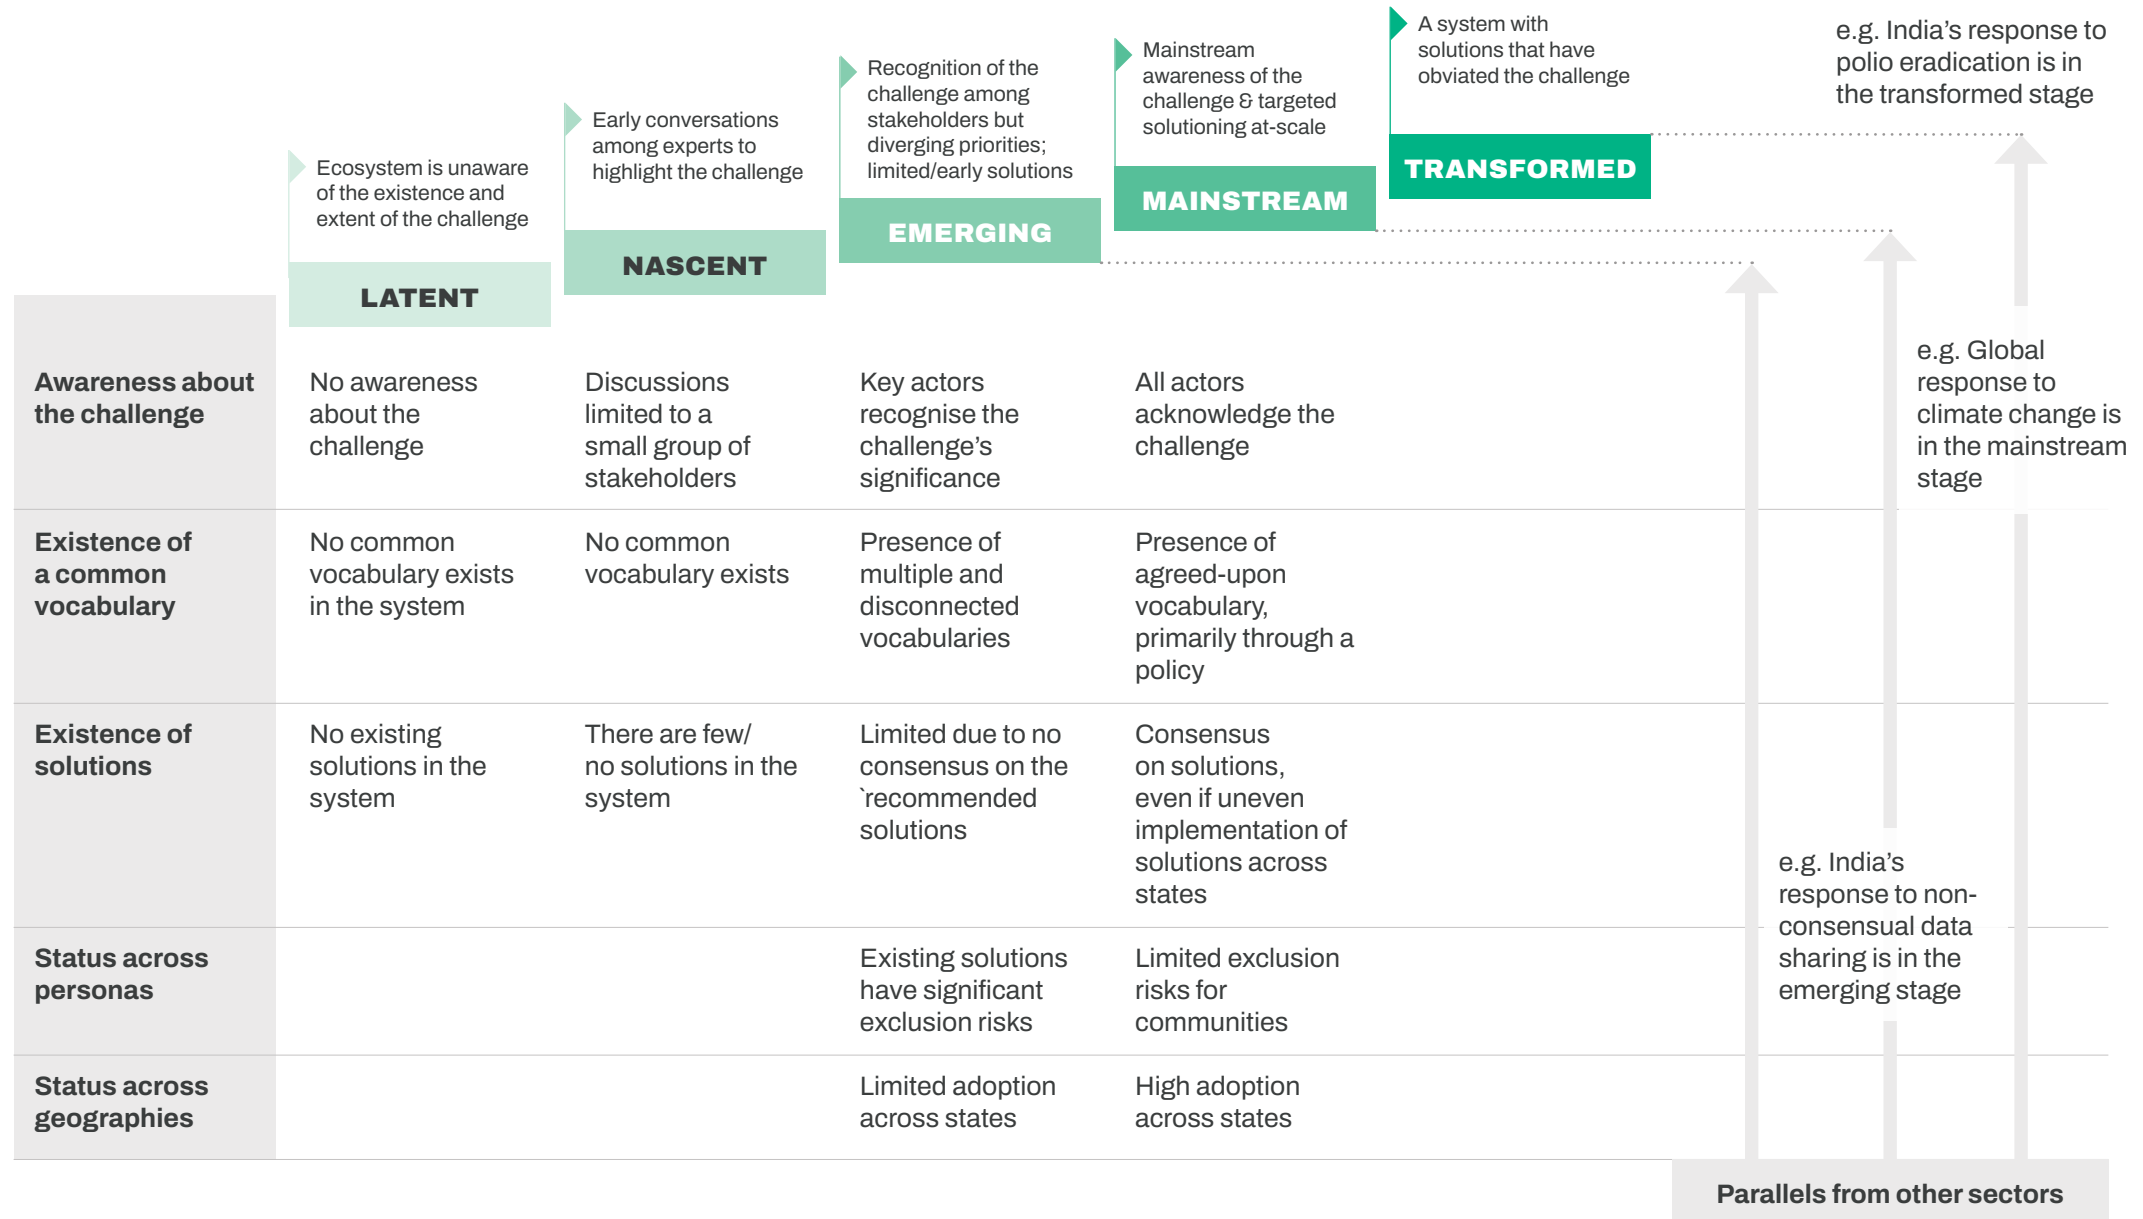 A system with
solutions that have
obviated the challenge
e.g. India’s response to
polio eradication is in
the transformed stage
Mainstream
awareness of the
challenge & targeted
solutioning at-scale
Recognition of the
challenge among
stakeholders but
diverging priorities;
limited/early solutions
Early conversations
among experts to
highlight the challenge
Ecosystem is unaware
of the existence and
extent of the challenge
LATENT
NASCENT
EMERGING
MAINSTREAM
TRANSFORMED
e.g. Global
response to
climate change is
in the mainstream
stage
Awareness about
the challenge
No awareness
about the
challenge
Discussions
limited to a
small group of
stakeholders
Key actors
recognise the
challenge’s
significance
All actors
acknowledge the
challenge
Existence of
a common
vocabulary
No common
vocabulary exists
in the system
No common
vocabulary exists
Presence of
multiple and
disconnected
vocabularies
Presence of
agreed-upon
vocabulary,
primarily through a
policy
Existence of
solutions
No existing
solutions in the
system
There are few/
no solutions in the
system
Limited due to no
consensus on the
`recommended
solutions
Consensus
on solutions,
even if uneven
implementation of
solutions across
states
e.g. India’s
response to non-
consensual data
sharing is in the
emerging stage
Status across
personas
Existing solutions
have significant
exclusion risks
Limited exclusion
risks for
communities
Status across
geographies
Limited adoption
across states
High adoption
across states
Parallels from other sectors